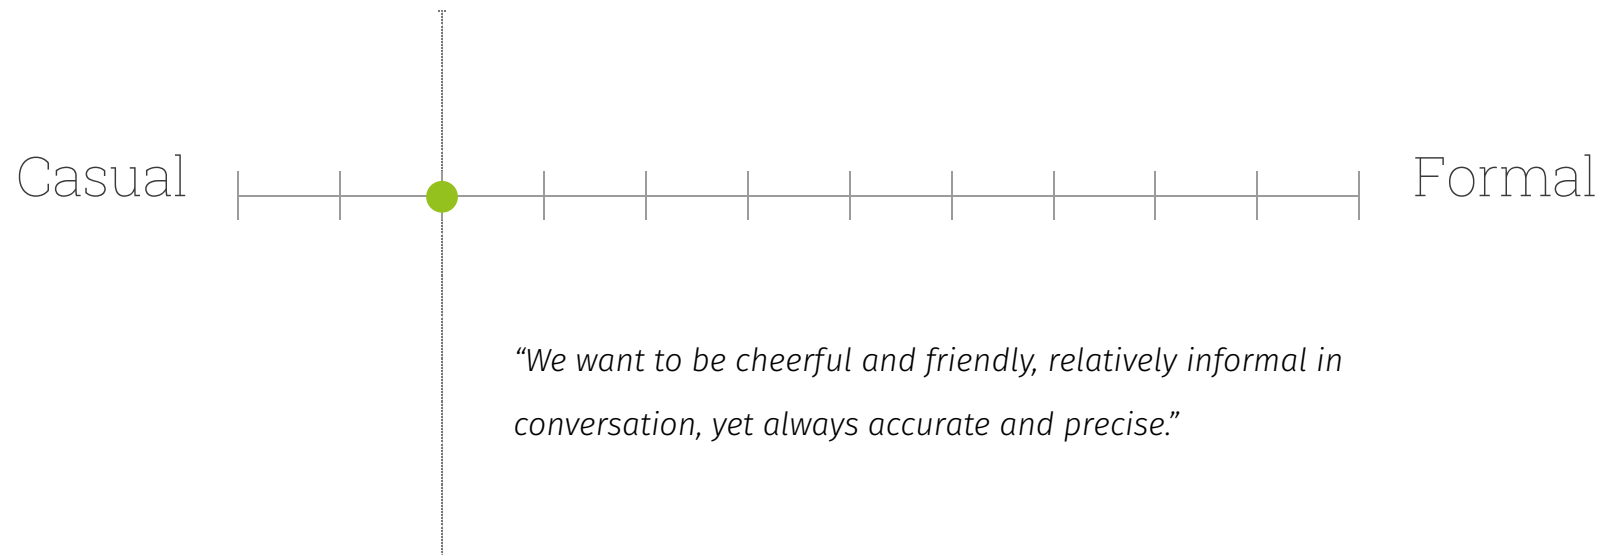 Casual
Formal
“We want to be cheerful and friendly, relatively informal in
conversation, yet always accurate and precise.”